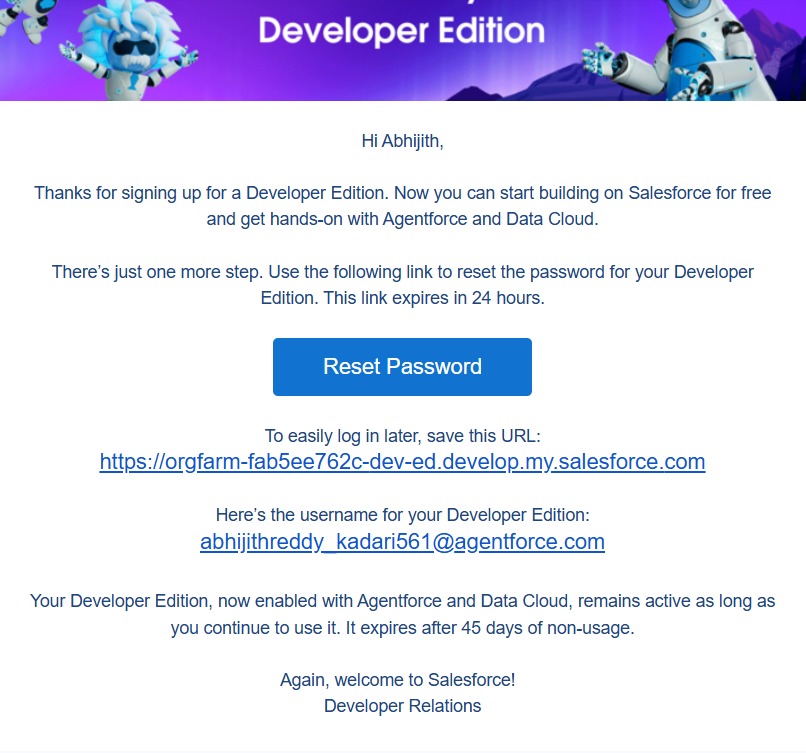 Developer Edition
Hi Abhijith,
Thanks for signing up for a Developer Edition. Now you can start building on Salesforce for free
and get hands-on with Agentforce and Data Cloud.
There's just one more step. Use the following link to reset the password for your Developer
Edition. This link expires in 24 hours.
Reset Password
To easily log in later, save this URL:
https://orgfarm-fab5ee762c-dev-ed.develop.my.salesforce.com
Here's the username for your Developer Edition:
abhijithreddy_kadari561@agentforce.com
Your Developer Edition, now enabled with Agentforce and Data Cloud, remains active as long as
you continue to use it. It expires after 45 days of non-usage.
Again, welcome to Salesforce!
Developer Relations